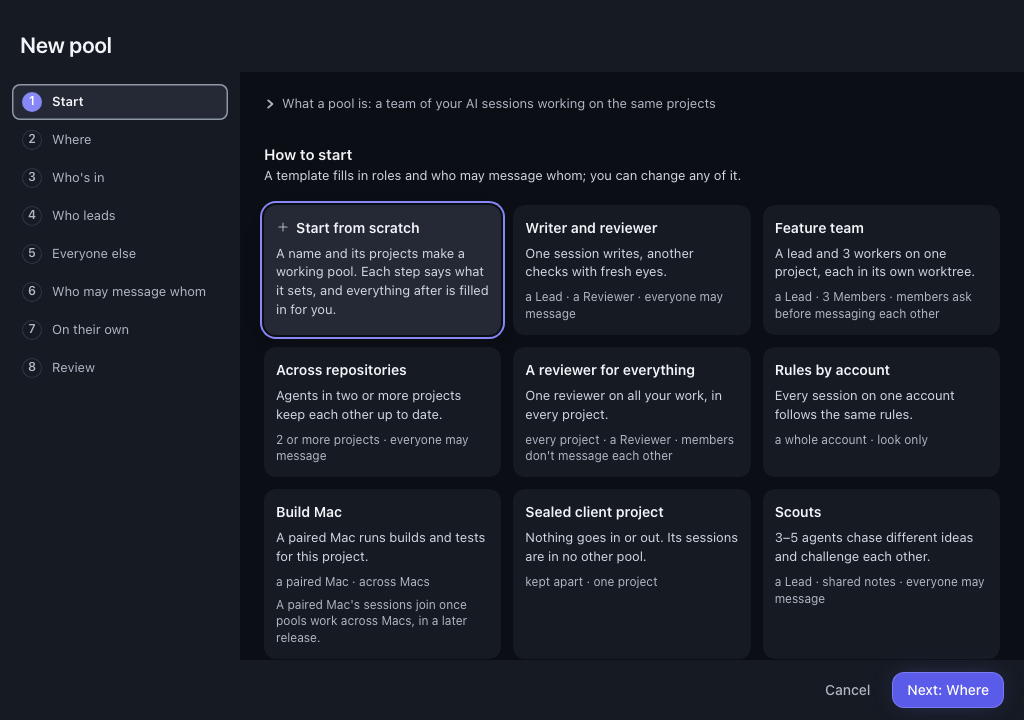 New pool
1 Start
2 Where
3 Who's in
4 Who leads
5 Everyone else
6 Who may message whom
7 On their own
8 Review
What a pool is: a team of your AI sessions working on the same projects
How to start
A template fills in roles and who may message whom; you can change any of it.
+ Start from scratch
A name and its projects make a
working pool. Each step says what
it sets, and everything after is filled
in for you.
Writer and reviewer
One session writes, another
checks with fresh eyes.
a Lead · a Reviewer · everyone may
message
Feature team
A lead and 3 workers on one
project, each in its own worktree.
a Lead · 3 Members · members ask
before messaging each other
Across repositories
Agents in two or more projects
keep each other up to date.
2 or more projects · everyone may
message
A reviewer for everything
One reviewer on all your work, in
every project.
every project · a Reviewer · members
don't message each other
Rules by account
Every session on one account
follows the same rules.
a whole account · look only
Build Mac
A paired Mac runs builds and tests
for this project.
a paired Mac · across Macs
A paired Mac's sessions join once
pools work across Macs, in a later
release.
Sealed client project
Nothing goes in or out. Its sessions
are in no other pool.
kept apart · one project
Scouts
3–5 agents chase different ideas
and challenge each other.
a Lead · shared notes · everyone may
message
Cancel
Next: Where